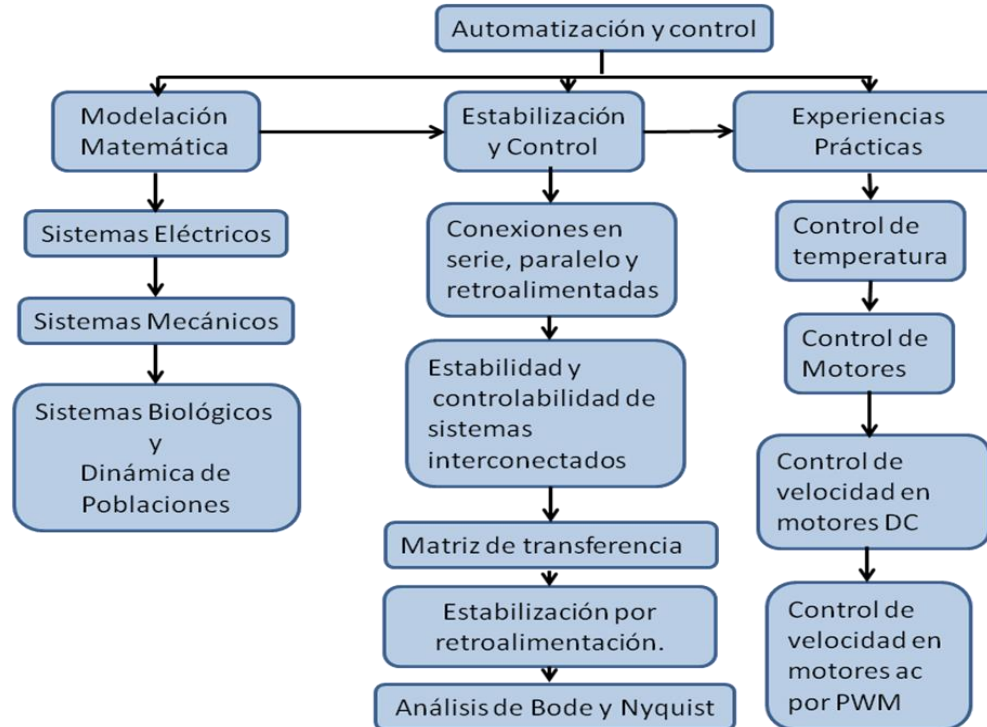 Automatización y control
Modelación
Matemática
Estabilización
y Control
Experiencias
Prácticas
Sistemas Eléctricos
Sistemas Mecánicos
Sistemas Biológicos
y
Dinámica de
Poblaciones
Conexiones en
serie, paralelo y
retroalimentadas
Estabilidad y
controlabilidad de
sistemas
interconectados
Matriz de transferencia
Estabilización por
retroalimentación.
Análisis de Bode y Nyquist
Control de
temperatura
Control de
Motores
Control de
velocidad en
motores DC
Control de
velocidad en
motores ac
por PWM